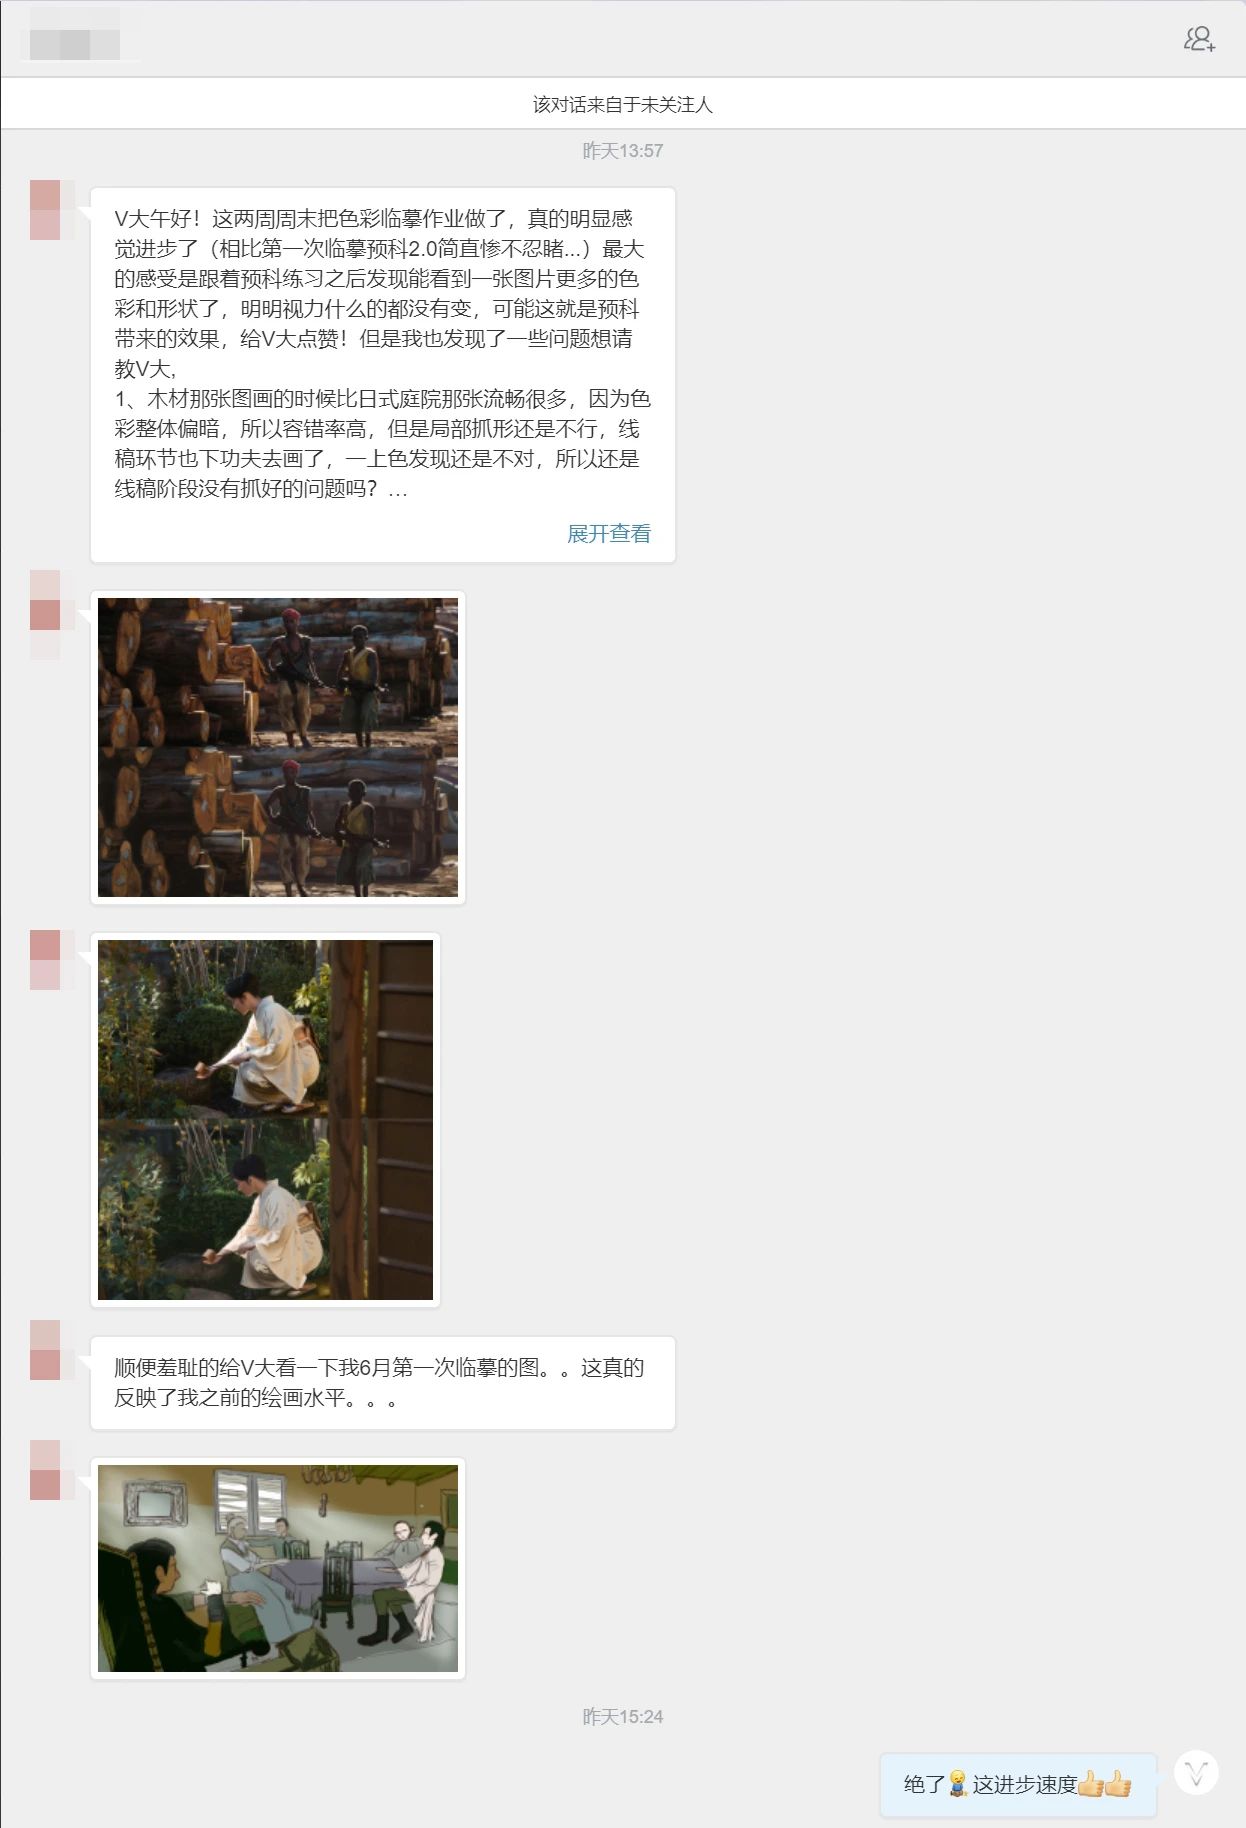 该对话来自于未关注人
昨天13:57
V大午好！这两周周末把色彩临摹作业做了，真的明显感
觉进步了（相比第一次临摹预科2.0简直惨不忍睹...）最大
的感受是跟着预科练习之后发现能看到一张图片更多的色
彩和形状了，明明视力什么的都没有变，可能这就是预科
带来的效果，给V大点赞！但是我也发现了一些问题想请
教V大,
1、木材那张图画的时候比日式庭院那张流畅很多，因为色
彩整体偏暗，所以容错率高，但是局部抓形还是不行，线
稿环节也下功夫去画了，一上色发现还是不对，所以还是
线稿阶段没有抓好的问题吗？…
展开查看
顺便羞耻的给V大看一下我6月第一次临摹的图。。这真的
反映了我之前的绘画水平。。。
昨天15:24
绝了这进步速度
V